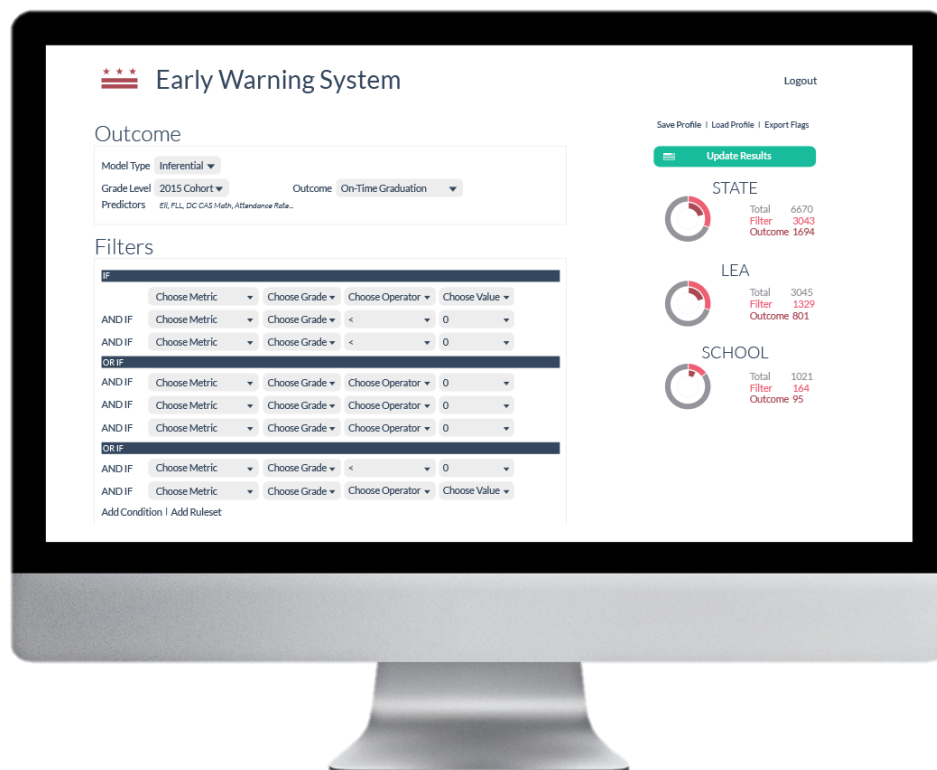 Early Warning System
Logout
Save Profile | Load Profile | Export Flags
Update Results
Outcome
Model Type Inferential
Grade Level 2015 Cohort Outcome On-Time Graduation
Predictors Ell, FLL, DC CAS Math, Attendance Rate...
Filters
IF
Choose Metric Choose Grade Choose Operator Choose Value
AND IF Choose Metric Choose Grade < 0
AND IF Choose Metric Choose Grade < 0
OR IF
AND IF Choose Metric Choose Grade Choose Operator 0
AND IF Choose Metric Choose Grade Choose Operator 0
AND IF Choose Metric Choose Grade Choose Operator 0
OR IF
AND IF Choose Metric Choose Grade < 0
AND IF Choose Metric Choose Grade Choose Operator Choose Value
Add Condition | Add Ruleset
STATE
Total 6670
Filter 3043
Outcome 1694
LEA
Total 3045
Filter 1329
Outcome 801
SCHOOL
Total 1021
Filter 164
Outcome 95